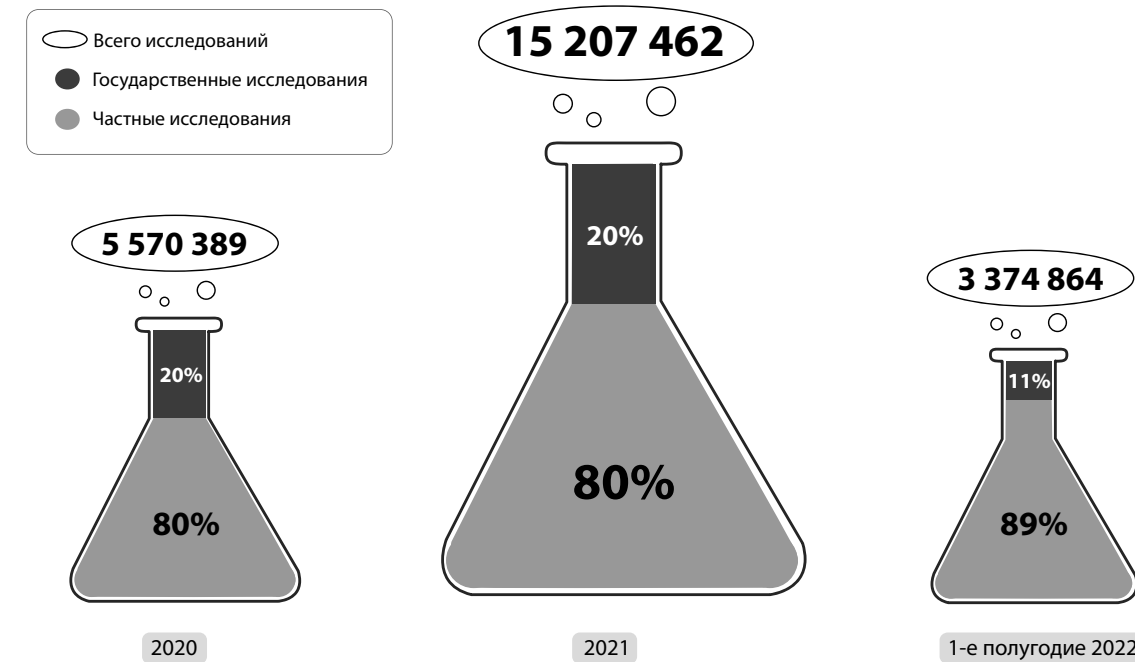 Всего исследований
Государственные исследования
Частные исследования
15 207 462
5 570 389
3 374 864
20%
20%
11%
80%
80%
89%
2020
2021
1-е полугодие 2022